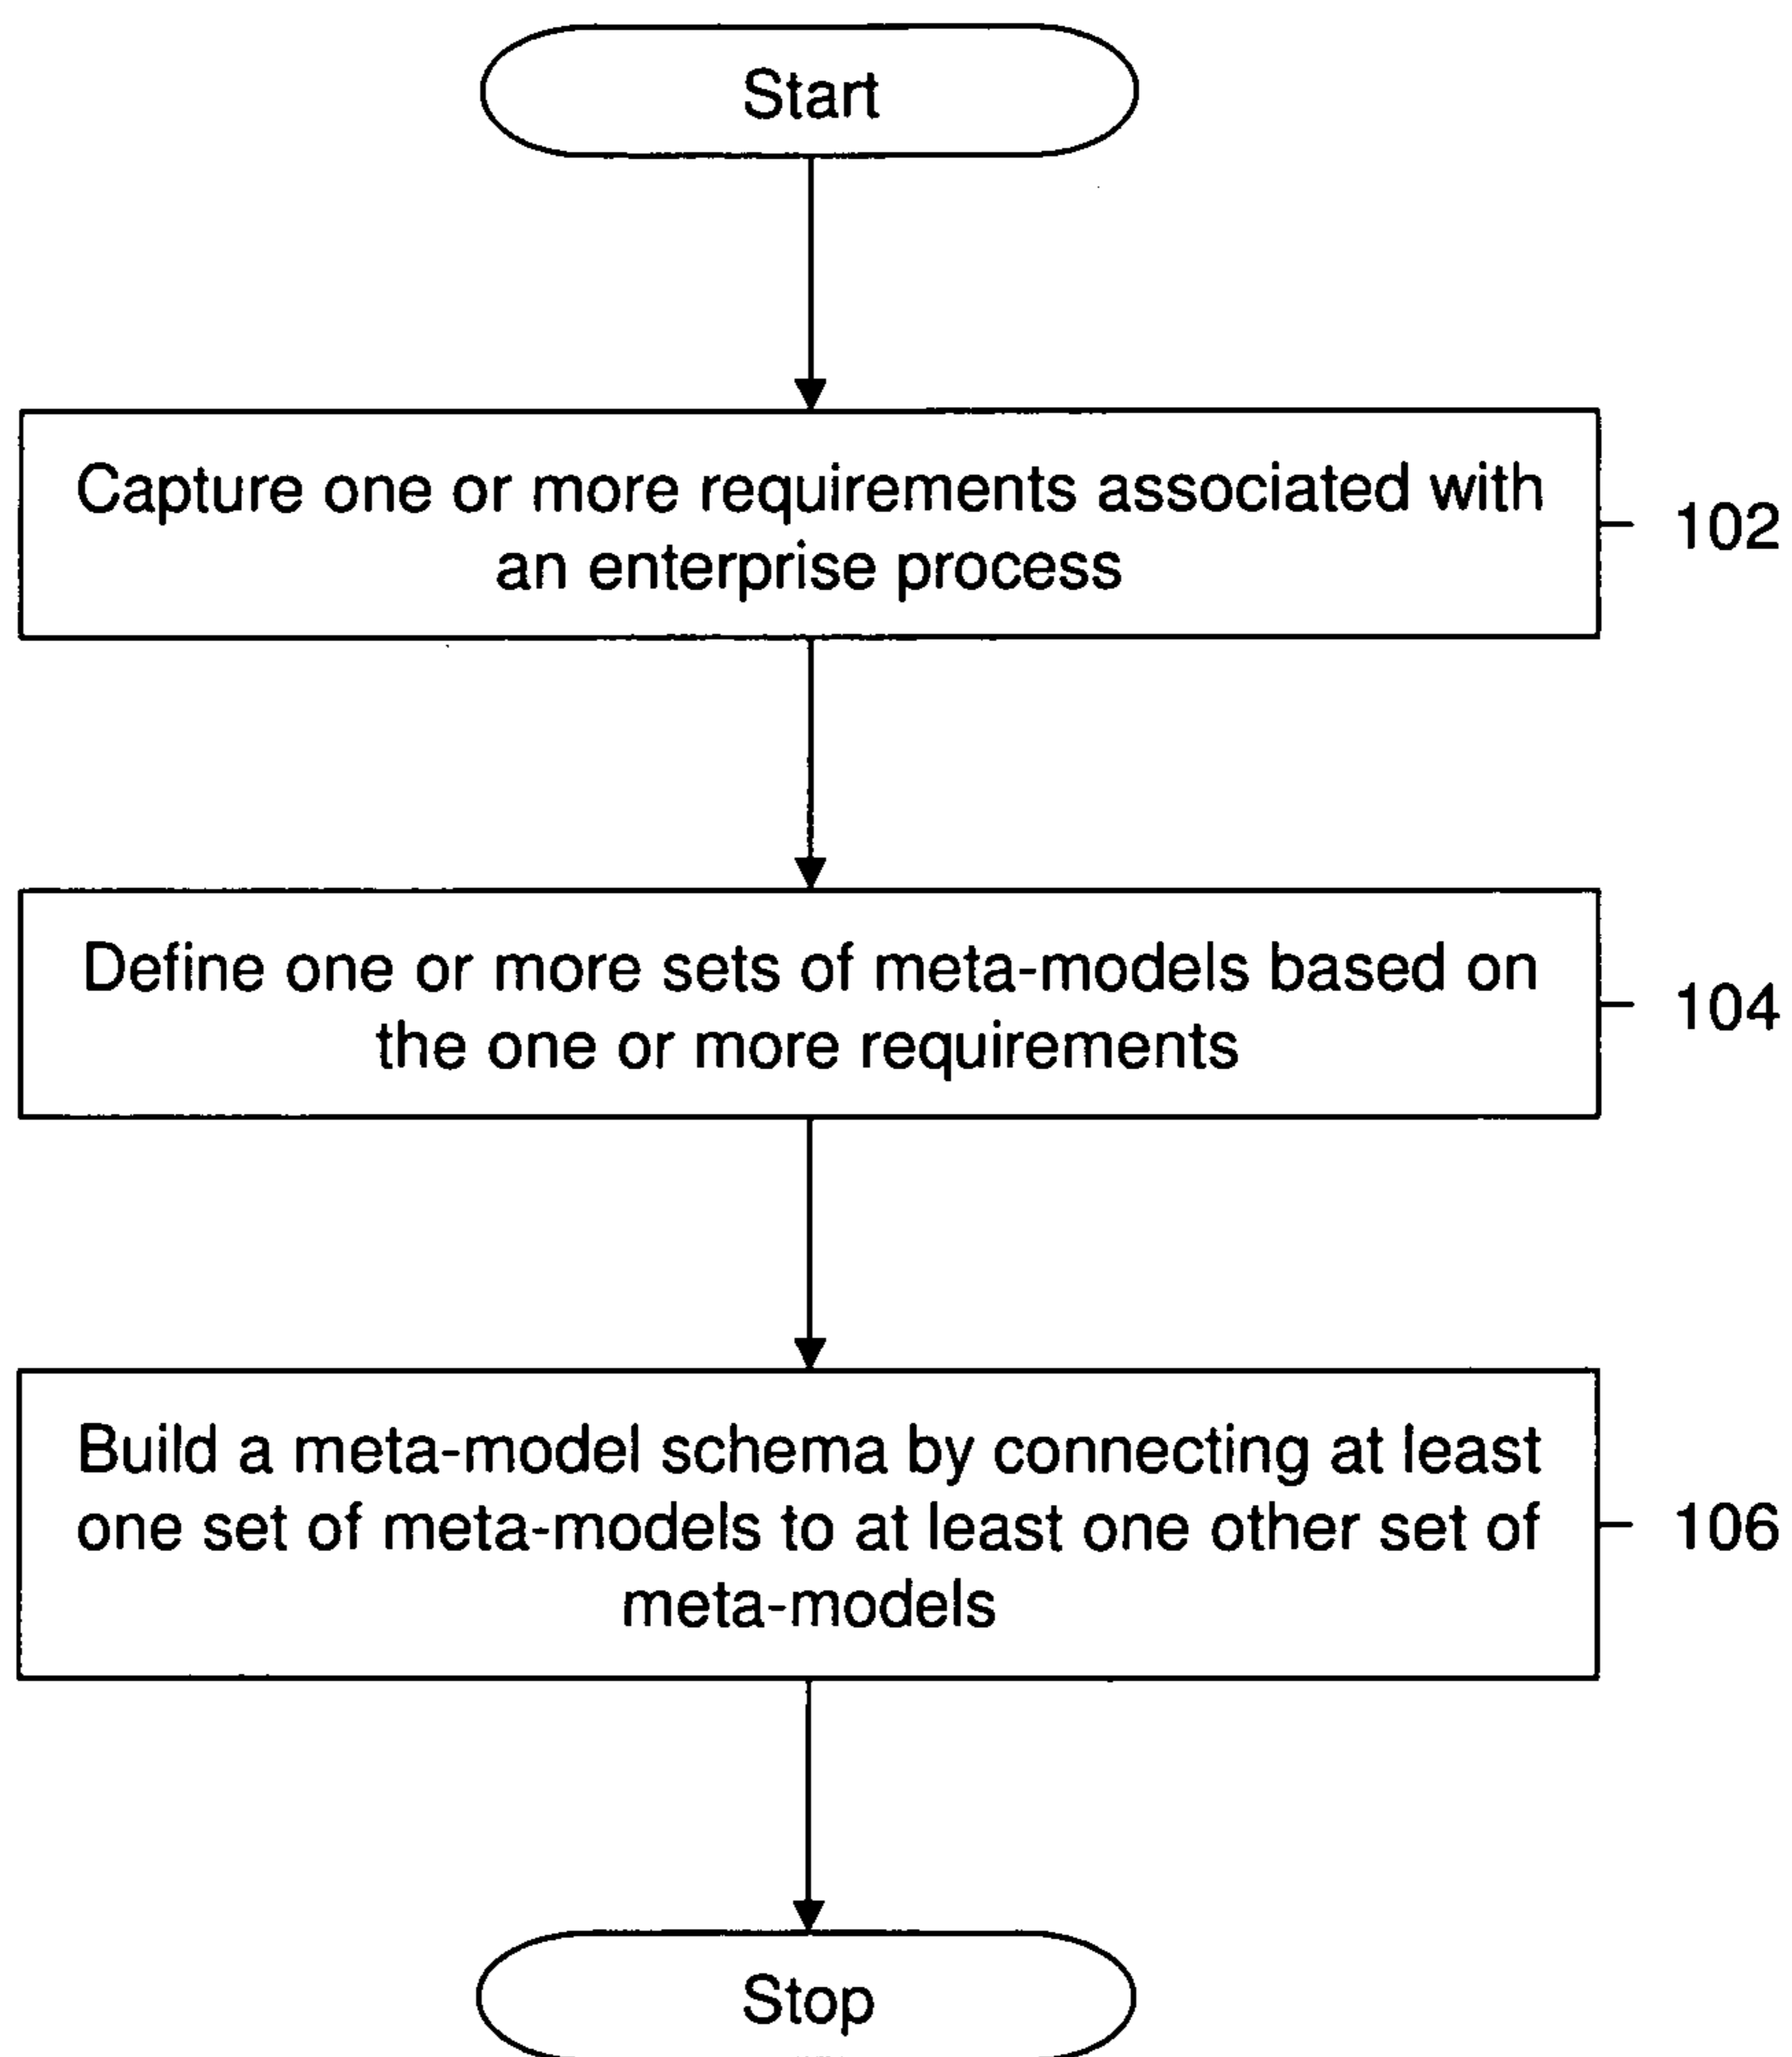 Start
Capture one or more requirements associated with
an enterprise process
102
Define one or more sets of meta-models based on
the one or more requirements
104
Build a meta-model schema by connecting at least
one set of meta-models to at least one other set of
meta-models
106
Stop